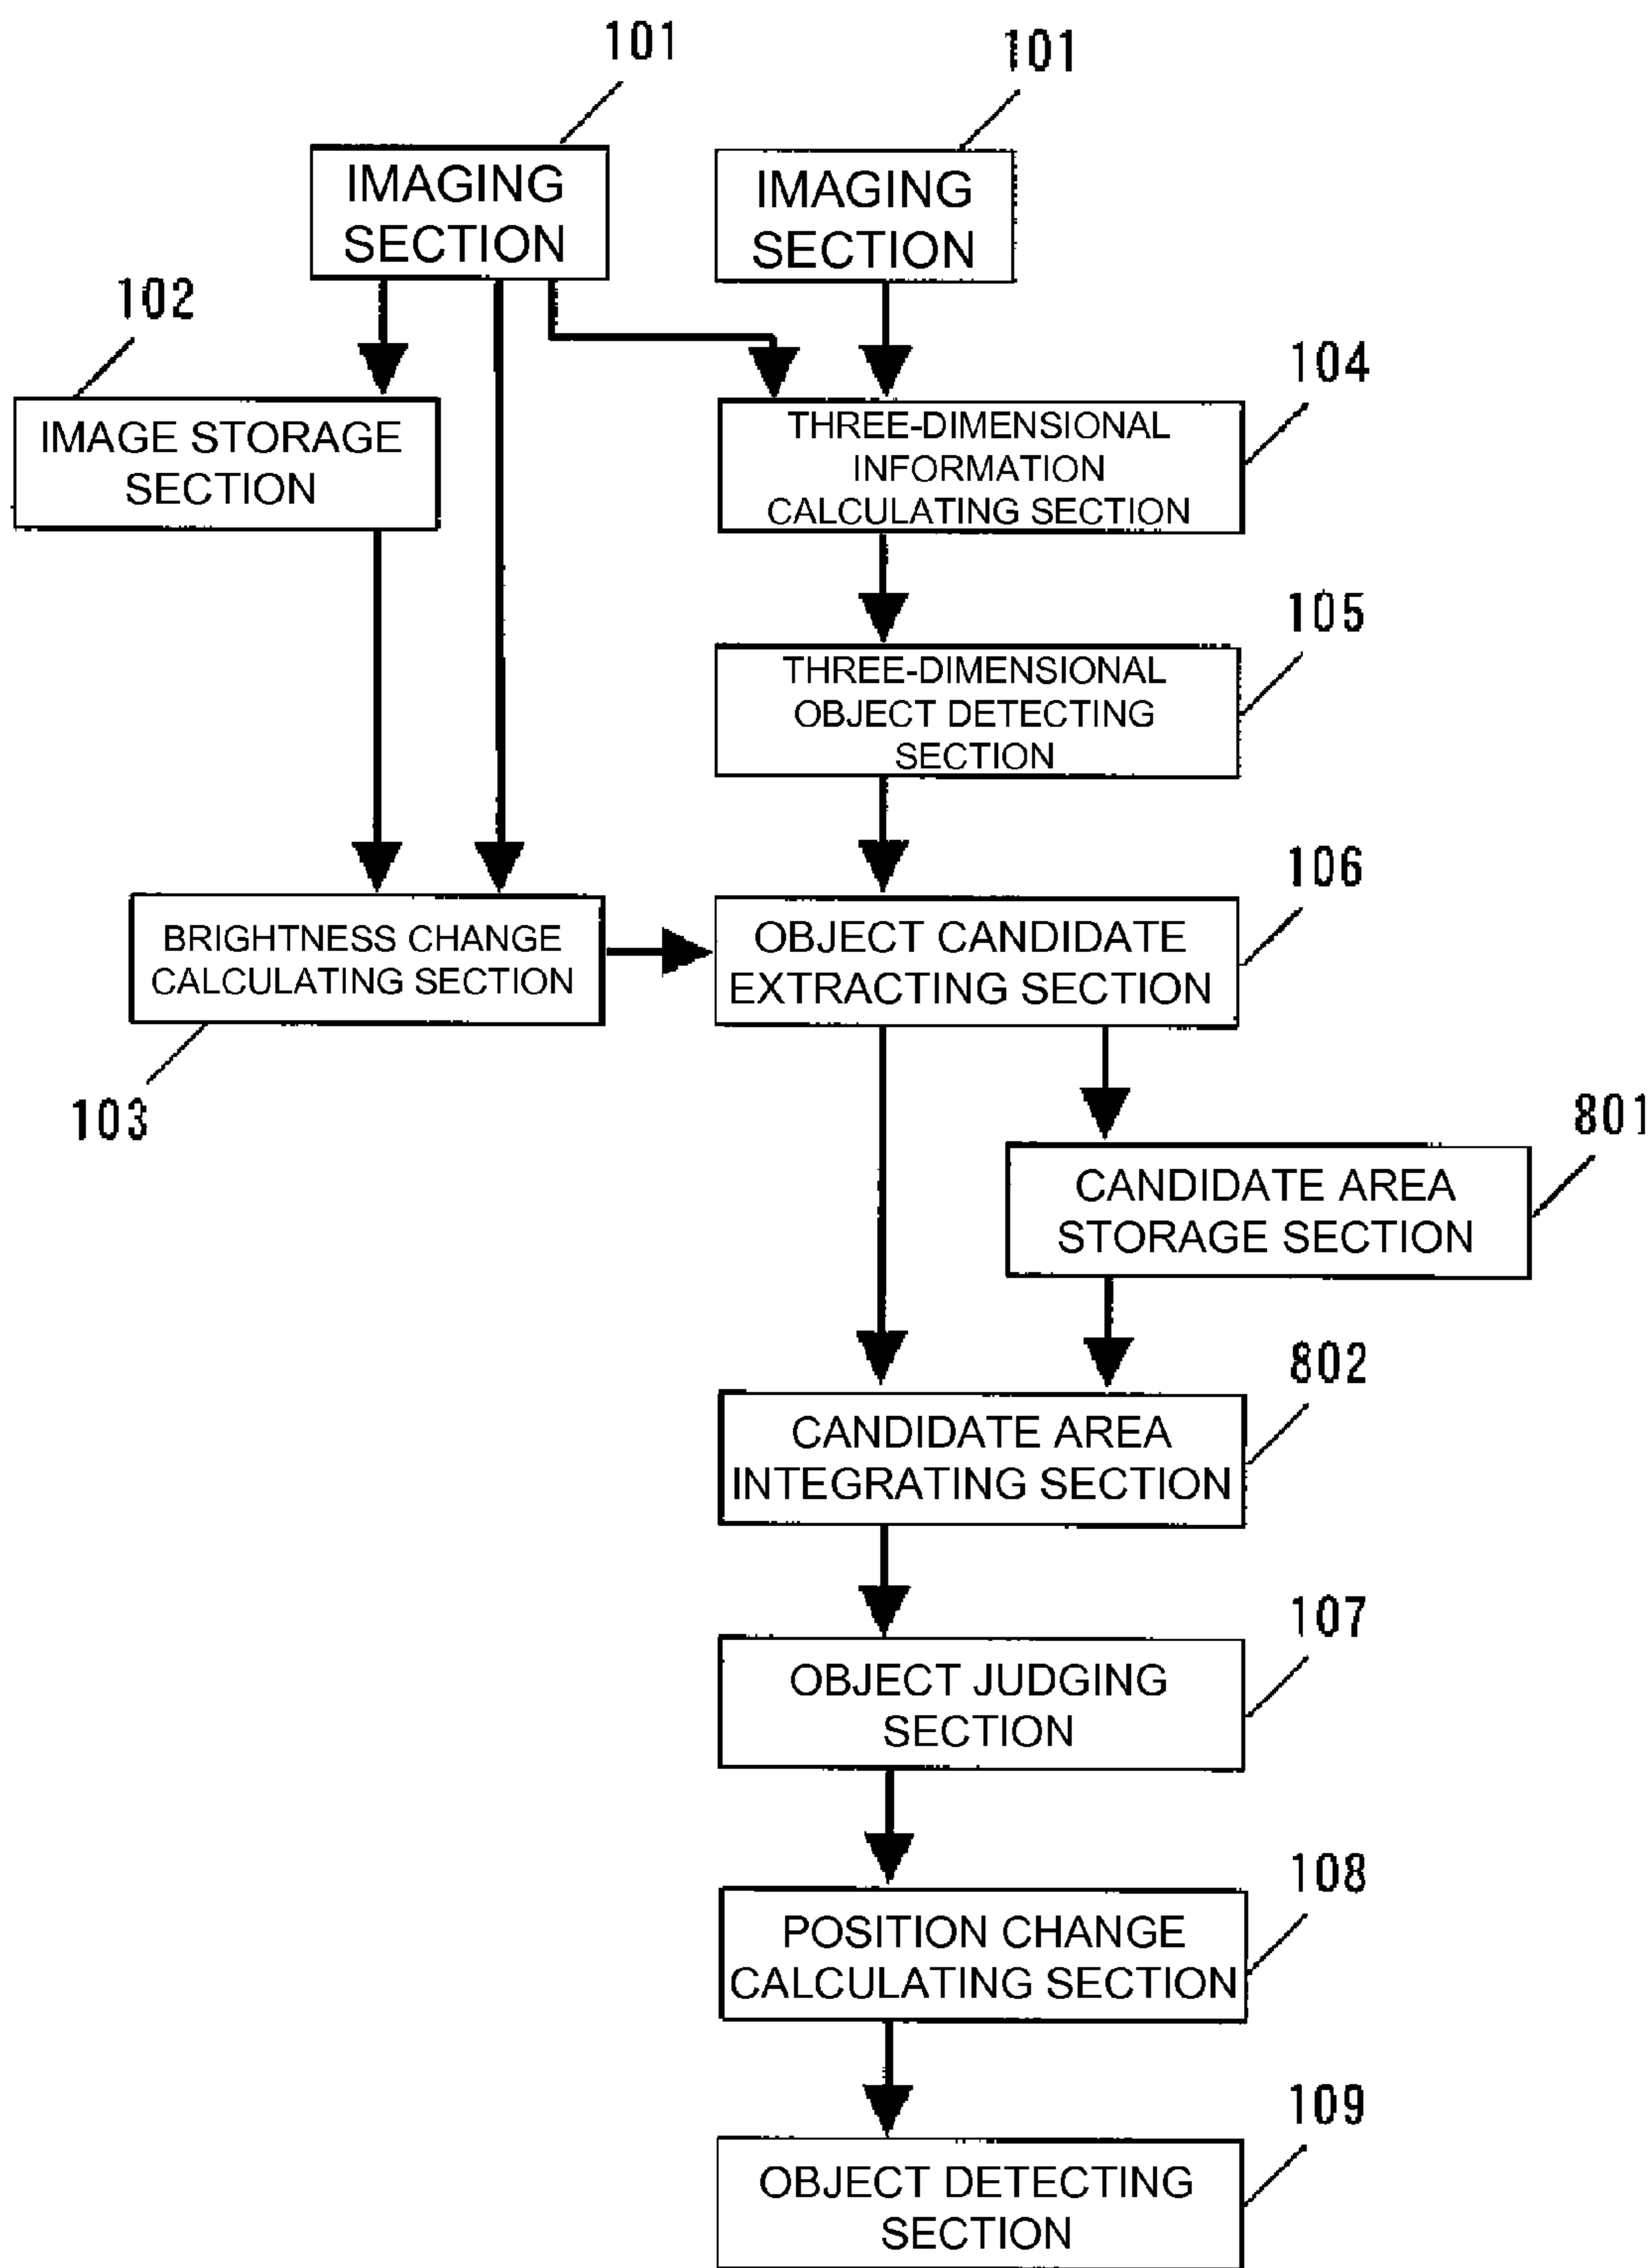 101
101
IMAGING
SECTION
IMAGING
SECTION
102
104
IMAGE STORAGE
SECTION
THREE-DIMENSIONAL
INFORMATION
CALCULATING SECTION
105
THREE-DIMENSIONAL
OBJECT DETECTING
SECTION
106
BRIGHTNESS CHANGE
CALCULATING SECTION
OBJECT CANDIDATE
EXTRACTING SECTION
103
801
CANDIDATE AREA
STORAGE SECTION
802
CANDIDATE AREA
INTEGRATING SECTION
107
OBJECT JUDGING
SECTION
108
POSITION CHANGE
CALCULATING SECTION
109
OBJECT DETECTING
SECTION